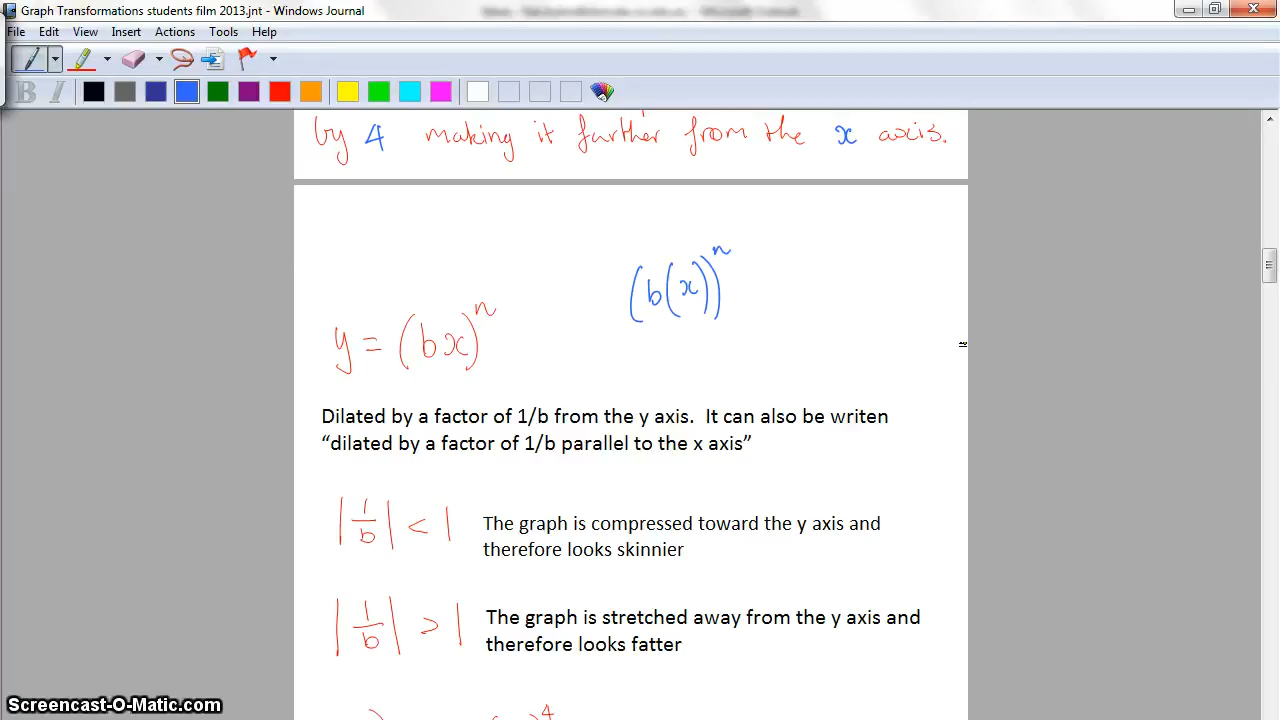 Graph Transformations students film 2013.jnt - Windows Journal
File Edit View Insert Actions Tools Help
B I
by 4 making it further from the x axis.
(b(x))ⁿ
y = (bx)ⁿ
Dilated by a factor of 1/b from the y axis. It can also be writen
“dilated by a factor of 1/b parallel to the x axis”
|1/b| < 1 The graph is compressed toward the y axis and
therefore looks skinnier
|1/b| > 1 The graph is stretched away from the y axis and
therefore looks fatter
4
Screencast-O-Matic.com